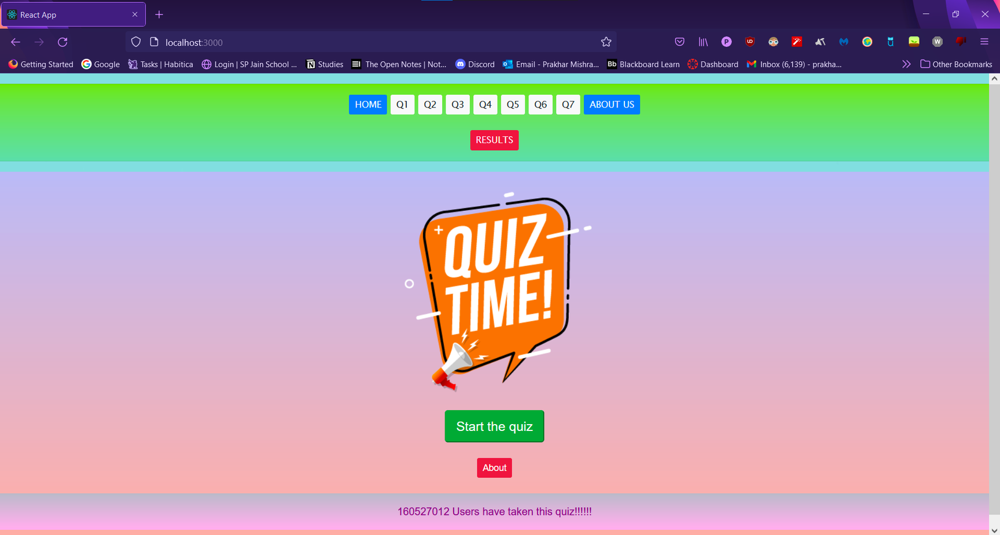 React App
localhost:3000
Getting Started Google Tasks | Habitica Login | SP Jain School ... Studies The Open Notes | Not... Discord Email - Prakhar Mishra... Bb Blackboard Learn Dashboard Inbox (6,139) - prakha... Other Bookmarks
HOME Q1 Q2 Q3 Q4 Q5 Q6 Q7 ABOUT US
RESULTS
QUIZ
TIME!
Start the quiz
About
160527012 Users have taken this quiz!!!!!!